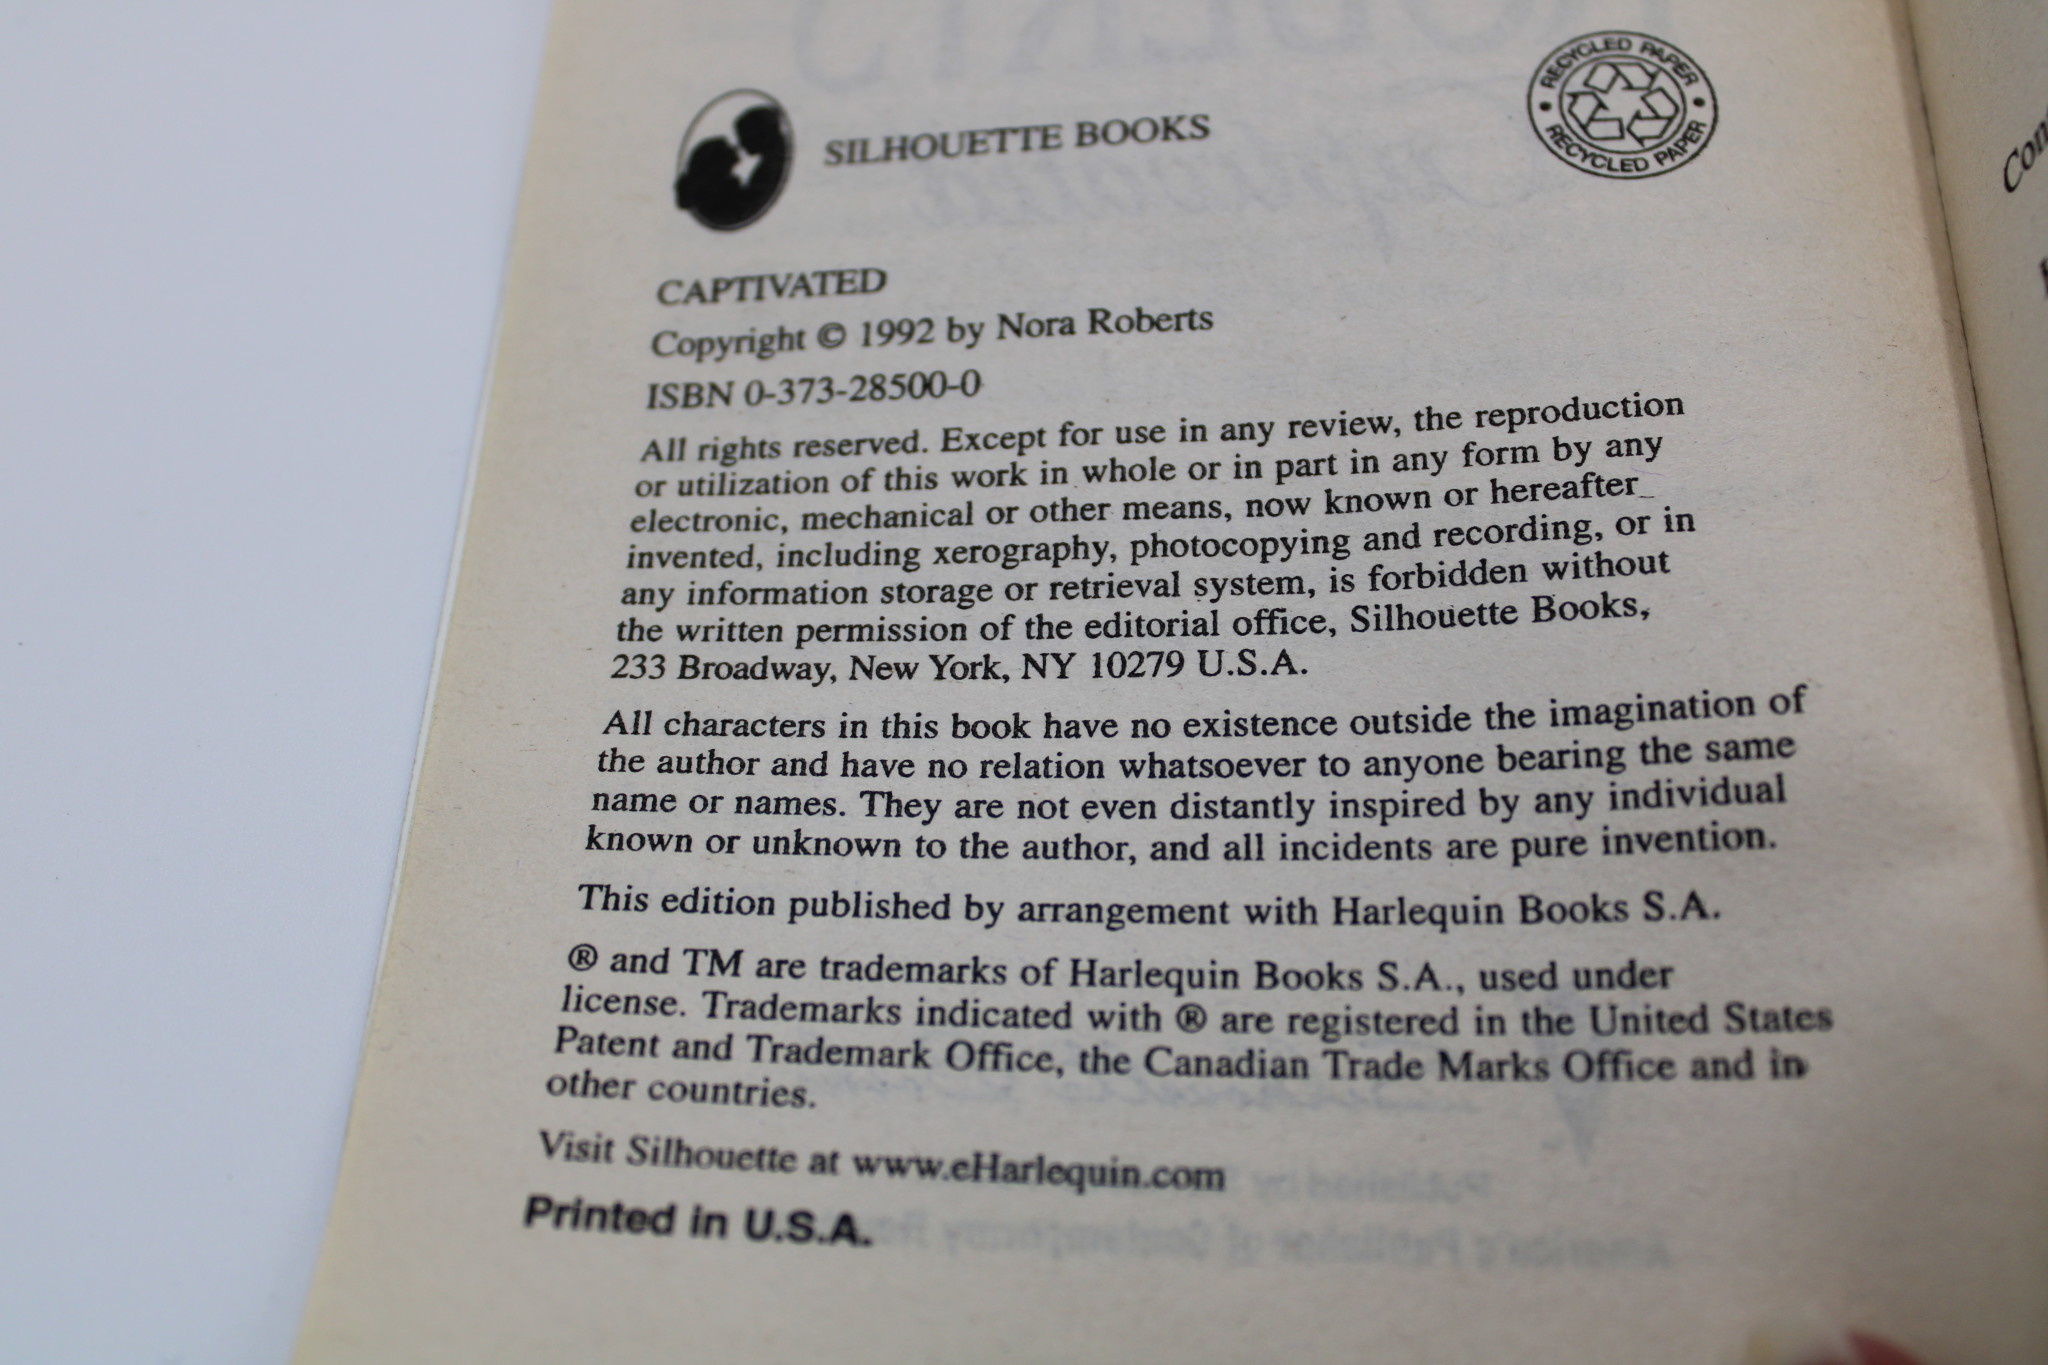 SILHOUETTE BOOKS
RECYCLED PAPER
RECYCLED PAPER
CAPTIVATED
Copyright © 1992 by Nora Roberts
ISBN 0-373-28500-0
All rights reserved. Except for use in any review, the reproduction
or utilization of this work in whole or in part in any form by any
electronic, mechanical or other means, now known or hereafter
invented, including xerography, photocopying and recording, or in
any information storage or retrieval system, is forbidden without
the written permission of the editorial office, Silhouette Books,
233 Broadway, New York, NY 10279 U.S.A.
All characters in this book have no existence outside the imagination of
the author and have no relation whatsoever to anyone bearing the same
name or names. They are not even distantly inspired by any individual
known or unknown to the author, and all incidents are pure invention.
This edition published by arrangement with Harlequin Books S.A.
® and TM are trademarks of Harlequin Books S.A., used under
license. Trademarks indicated with ® are registered in the United States
Patent and Trademark Office, the Canadian Trade Marks Office and in
other countries.
Visit Silhouette at www.eHarlequin.com
Printed in U.S.A.